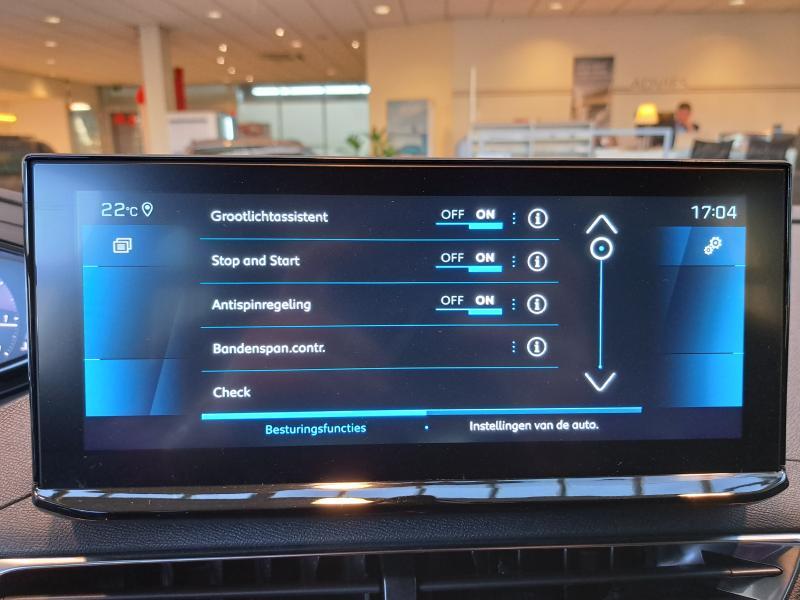 ADVIES
22°C 17:04
Grootlichtassistent OFF ON
Stop and Start OFF ON
Antispinregeling OFF ON
Bandenspan.contr.
Check
Besturingsfuncties Instellingen van de auto.